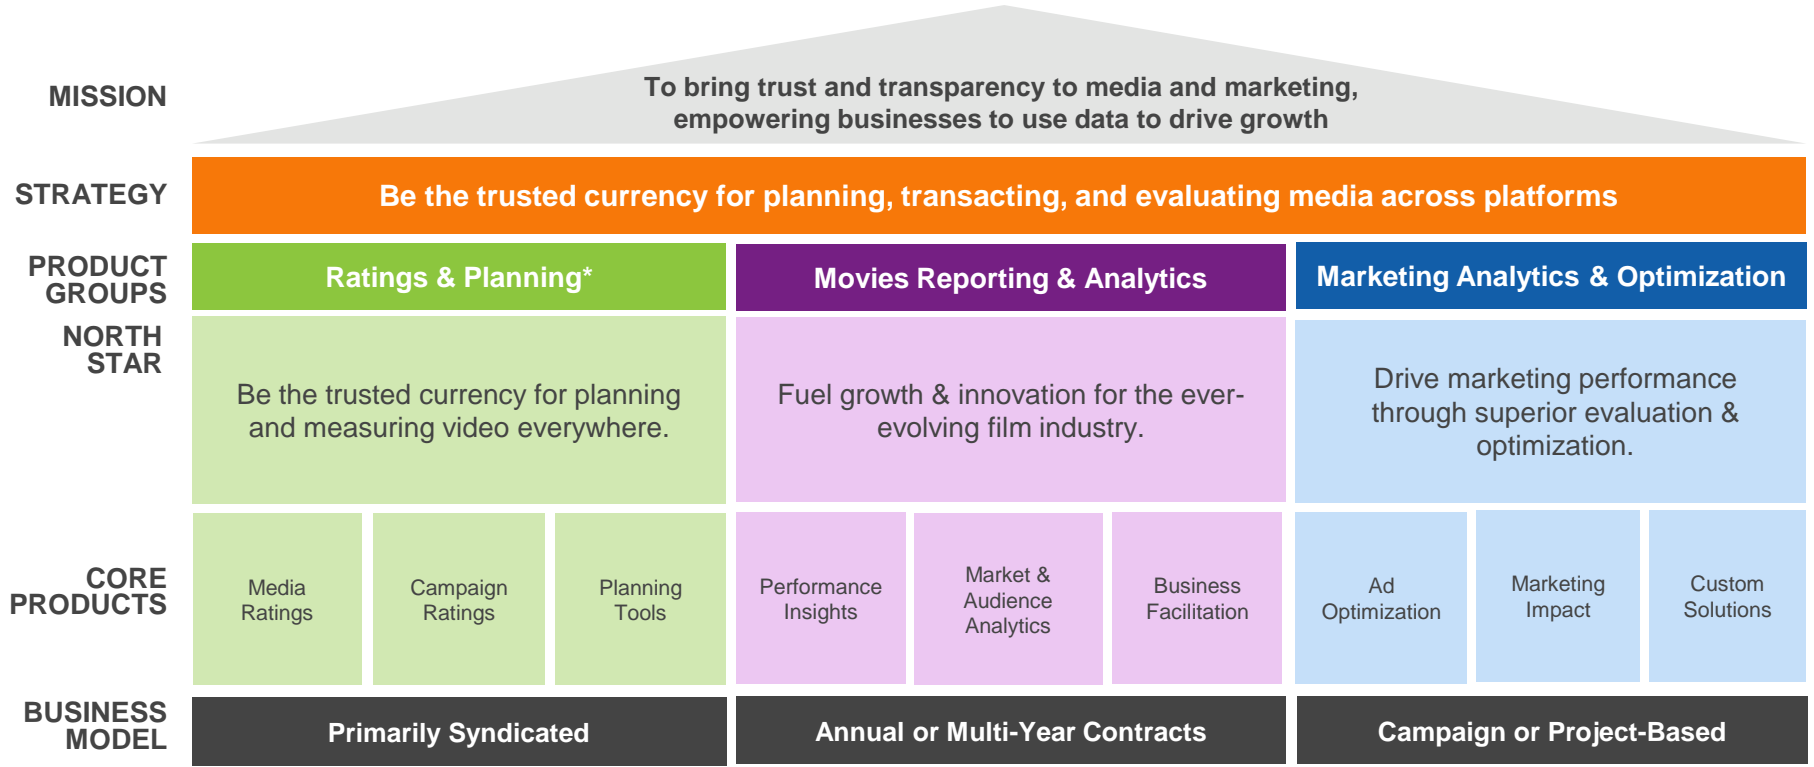 MISSION
To bring trust and transparency to media and marketing,
empowering businesses to use data to drive growth
STRATEGY
Be the trusted currency for planning, transacting, and evaluating media across platforms
PRODUCT
GROUPS
Ratings & Planning*
Movies Reporting & Analytics
Marketing Analytics & Optimization
NORTH
STAR
Be the trusted currency for planning
and measuring video everywhere.
Fuel growth & innovation for the ever-
evolving film industry.
Drive marketing performance
through superior evaluation &
optimization.
CORE
PRODUCTS
Media
Ratings
Campaign
Ratings
Planning
Tools
Performance
Insights
Market &
Audience
Analytics
Business
Facilitation
Ad
Optimization
Marketing
Impact
Custom
Solutions
BUSINESS
MODEL
Primarily Syndicated
Annual or Multi-Year Contracts
Campaign or Project-Based